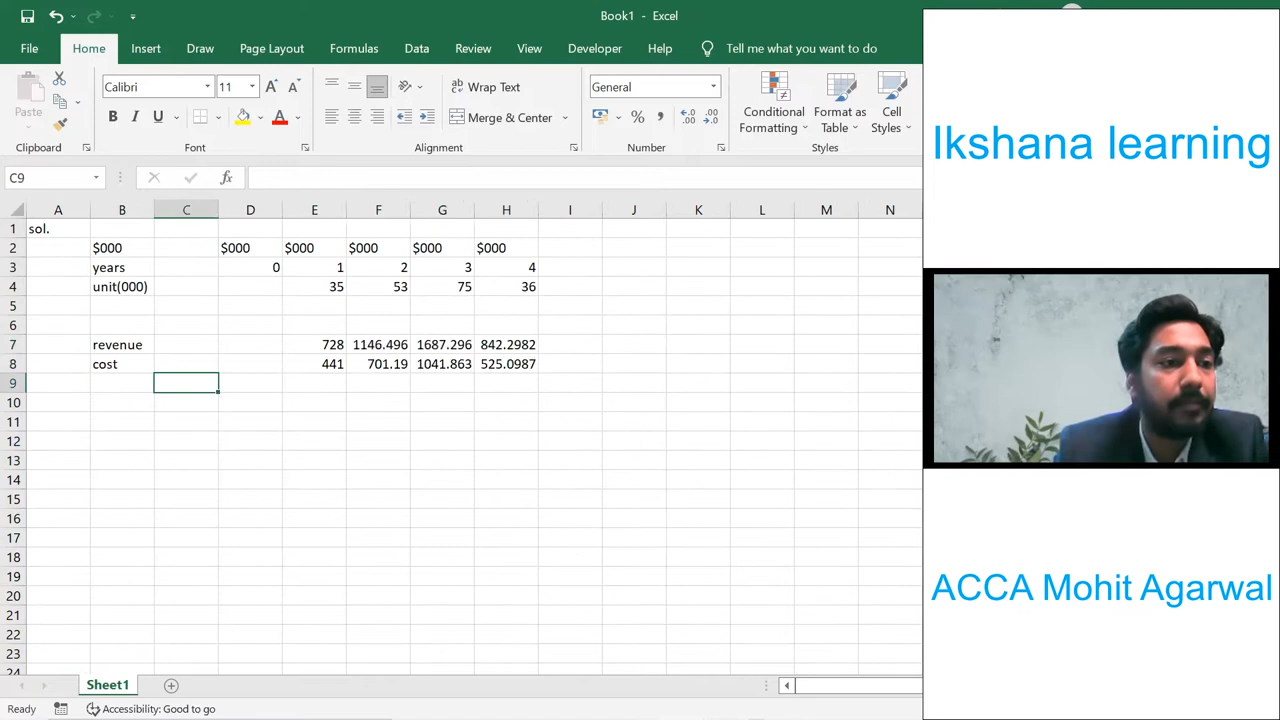 Book1 - Excel
File Home Insert Draw Page Layout Formulas Data Review View Developer Help Tell me what you want to do
Calibri 11 Wrap Text General
Paste Merge & Center Conditional Formatting Format as Table Cell Styles
Clipboard Font Alignment Number Styles
C9 fx
A B C D E F G H I J K L M N
1 sol.
2 $000 $000 $000 $000 $000 $000
3 years 0 1 2 3 4
4 unit(000) 35 53 75 36
5
6
7 revenue 728 1146.496 1687.296 842.2982
8 cost 441 701.19 1041.863 525.0987
9
10
11
12
13
14
15
16
17
18
19
20
21
22
23
24
Sheet1
Ready Accessibility: Good to go
Ikshana learning
ACCA Mohit Agarwal